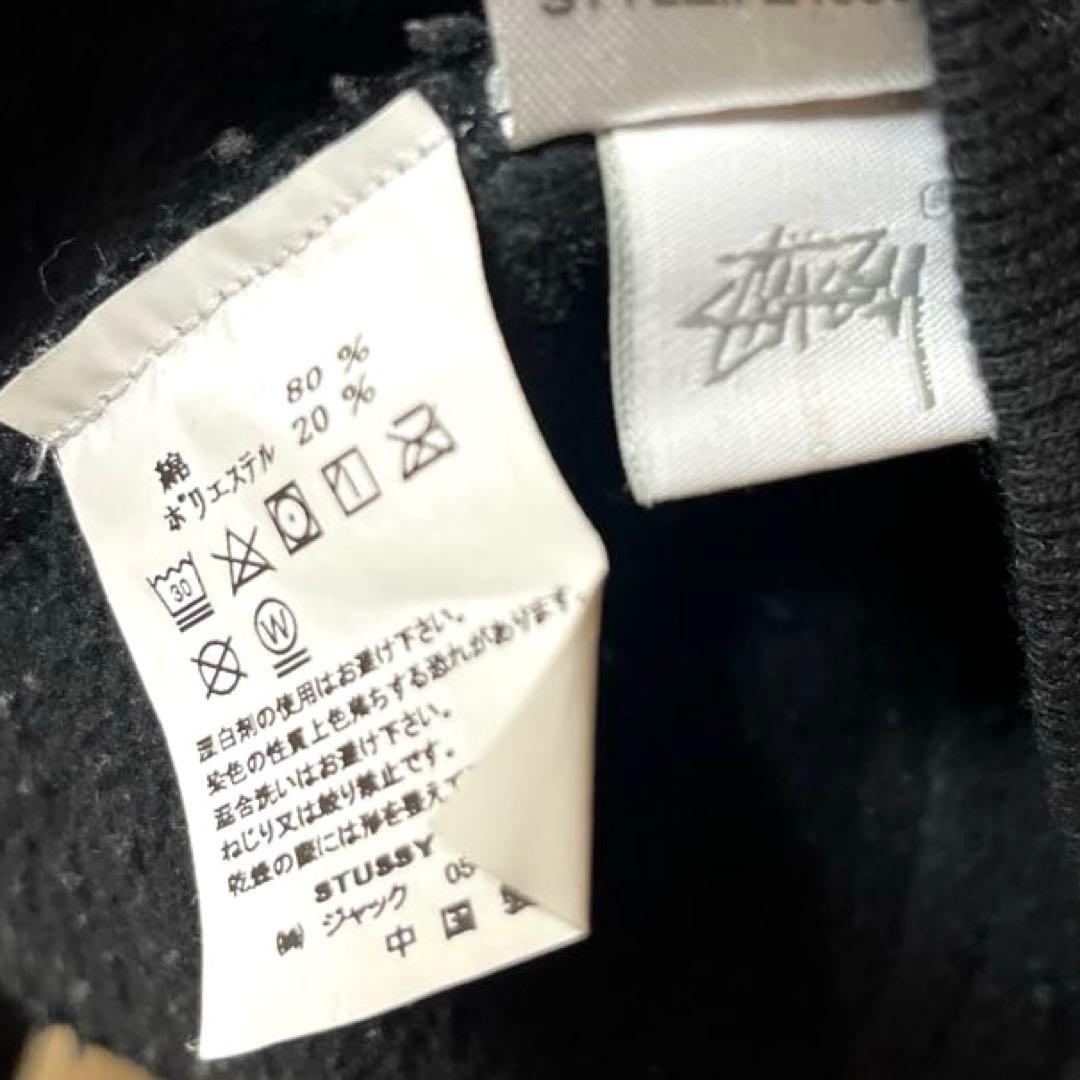 綿 80 %
ポリエステル 20 %
30
W
漂白剤の使用はお避け下さい。
染色の性質上色落ちする恐れがあります。
混合洗いはお避け下さい。
ねじり又は絞り禁止です。
乾燥の際には形を整え
STUSSY
(株) ジャック 05
中 国